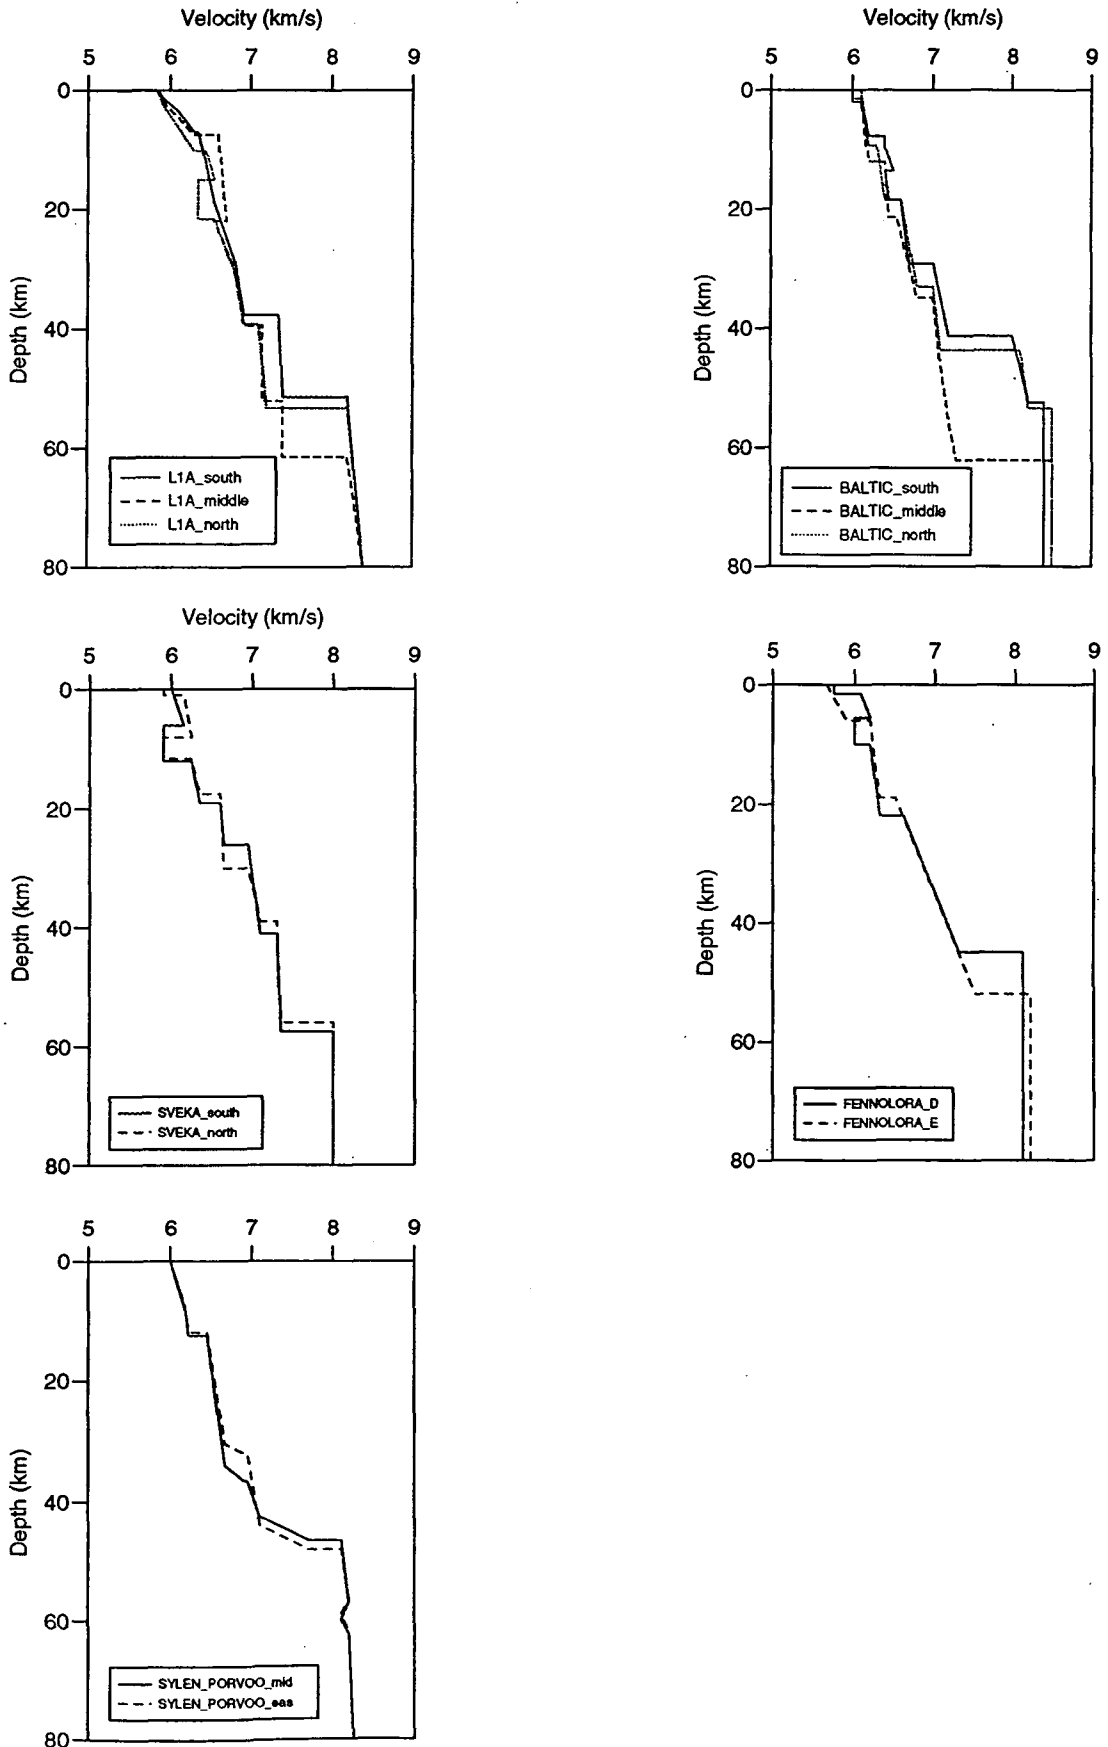 Velocity (km/s)
5 6 7 8 9
0
20
40
60
80
Depth (km)
L1A_south
L1A_middle
L1A_north
Velocity (km/s)
5 6 7 8 9
0
20
40
60
80
Depth (km)
BALTIC_south
BALTIC_middle
BALTIC_north
Velocity (km/s)
5 6 7 8 9
0
20
40
60
80
Depth (km)
SVEKA_south
SVEKA_north
5 6 7 8 9
0
20
40
60
80
Depth (km)
FENNOLORA_D
FENNOLORA_E
5 6 7 8 9
0
20
40
60
80
Depth (km)
SYLEN_PORVOO_mid
SYLEN_PORVOO_eas